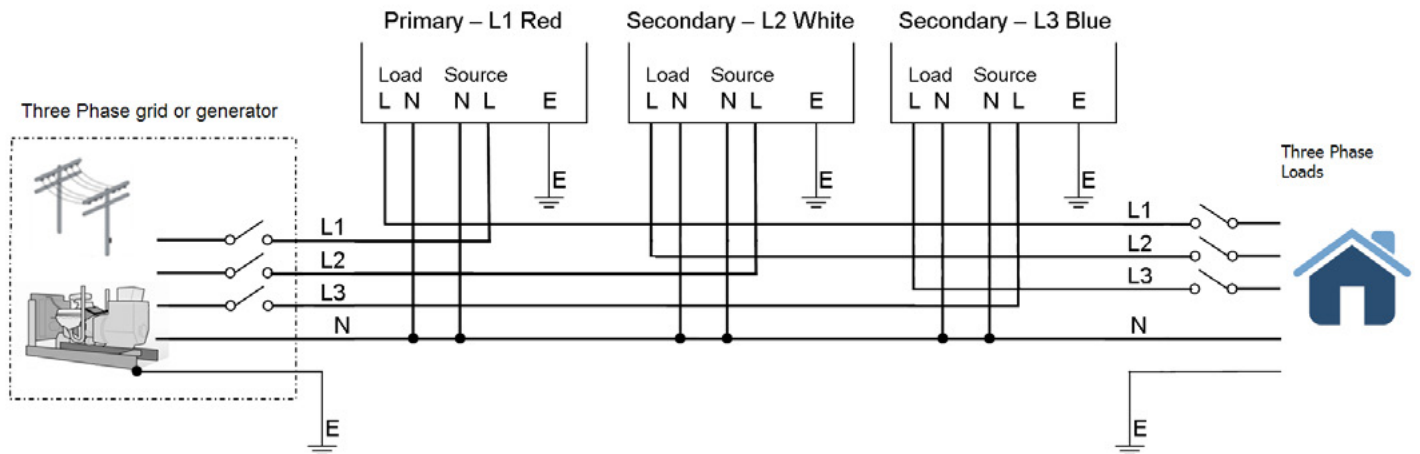 Primary – L1 Red
Secondary – L2 White
Secondary – L3 Blue
Load Source
L N N L E
Load Source
L N N L E
Load Source
L N N L E
Three Phase grid or generator
Three Phase
Loads
E
E
E
L1
L2
L3
N
L1
L2
L3
N
E
E